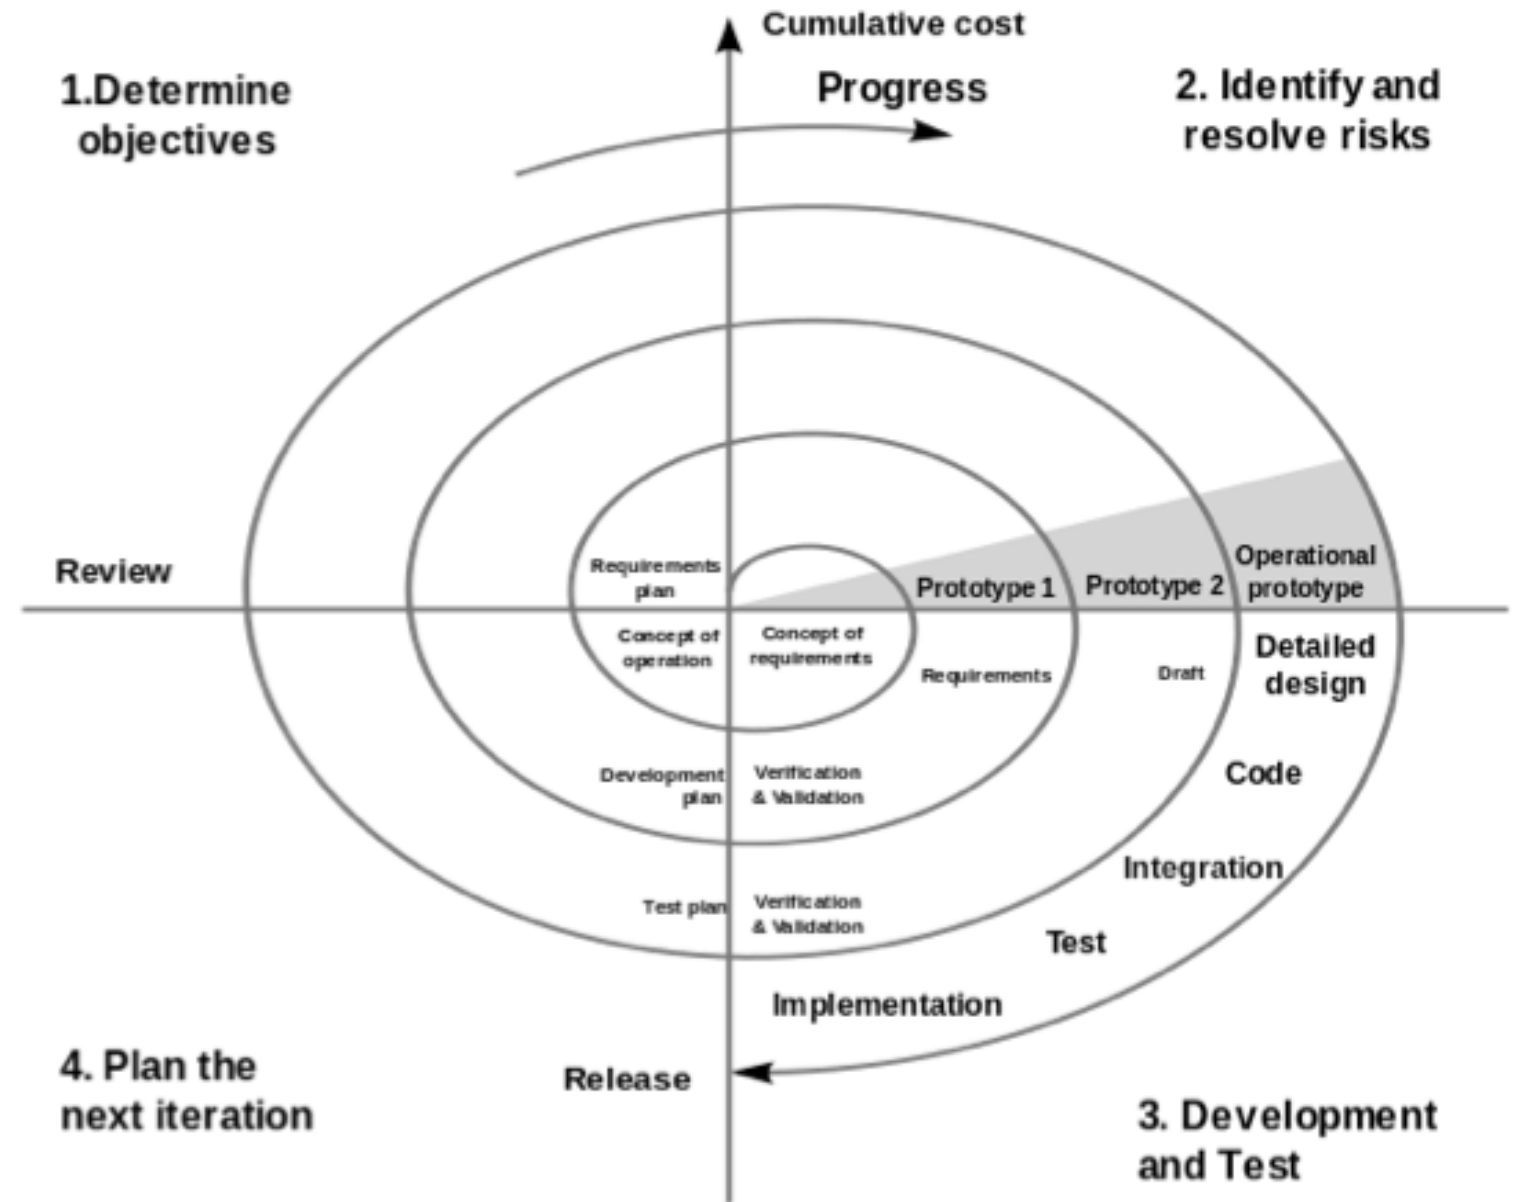 Cumulative cost
Progress
1.Determine
objectives
2. Identify and
resolve risks
Review
Requirements
plan
Prototype 1
Prototype 2
Operational
prototype
Concept of
operation
Concept of
requirements
Requirements
Draft
Detailed
design
Code
Development
plan
Verification
& Validation
Integration
Test plan
Verification
& Validation
Test
Implementation
Release
4. Plan the
next iteration
3. Development
and Test